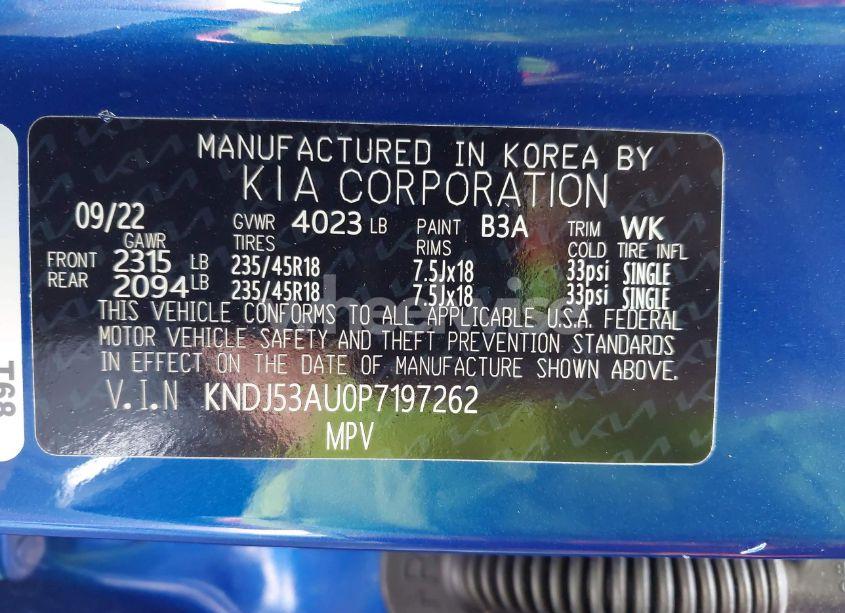 MANUFACTURED IN KOREA BY
KIA CORPORATION
09/22 GVWR 4023 LB PAINT B3A TRIM WK
GAWR TIRES RIMS COLD TIRE INFL
FRONT 2315 LB 235/45R18 7.5Jx18 33psi SINGLE
REAR 2094 LB 235/45R18 7.5Jx18 33psi SINGLE
THIS VEHICLE CONFORMS TO ALL APPLICABLE U.S.A. FEDERAL
MOTOR VEHICLE SAFETY AND THEFT PREVENTION STANDARDS
IN EFFECT ON THE DATE OF MANUFACTURE SHOWN ABOVE.
V.I.N KNDJ53AU0P7197262
MPV
T68